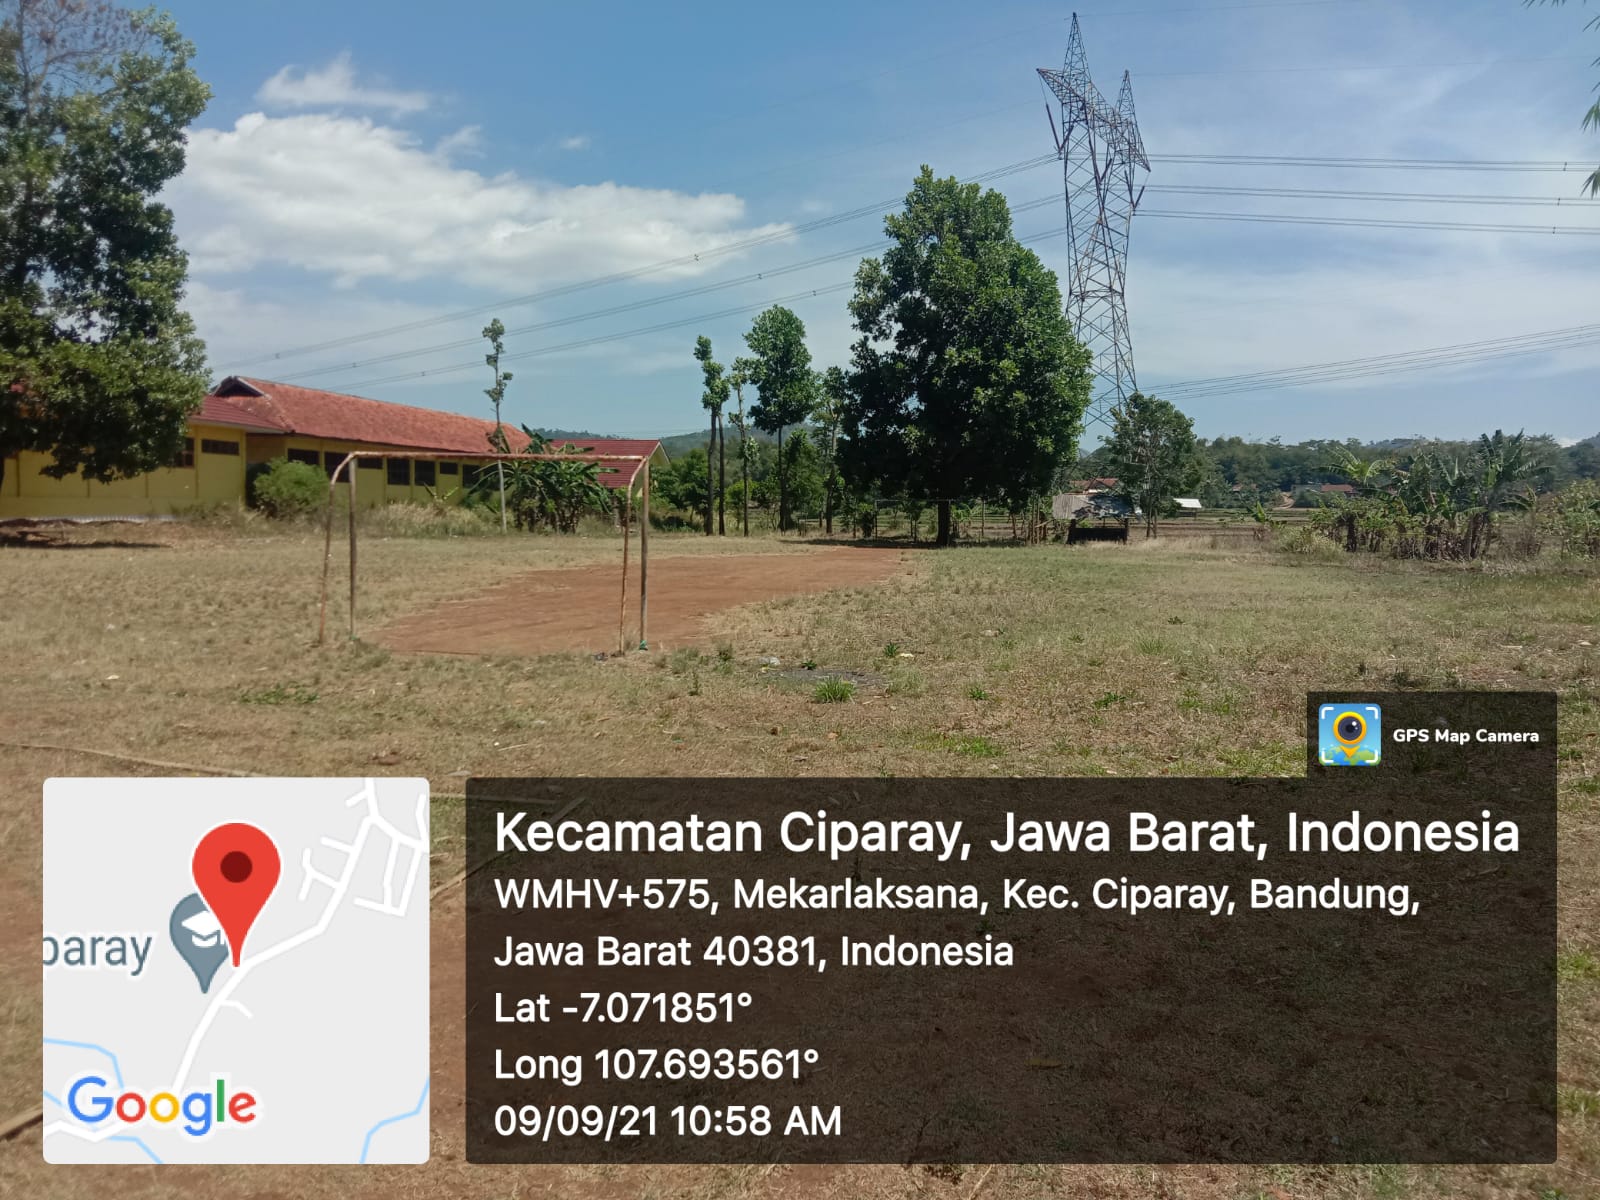 GPS Map Camera
Kecamatan Ciparay, Jawa Barat, Indonesia
WMHV+575, Mekarlaksana, Kec. Ciparay, Bandung,
Jawa Barat 40381, Indonesia
Lat -7.071851°
Long 107.693561°
09/09/21 10:58 AM
paray
Google